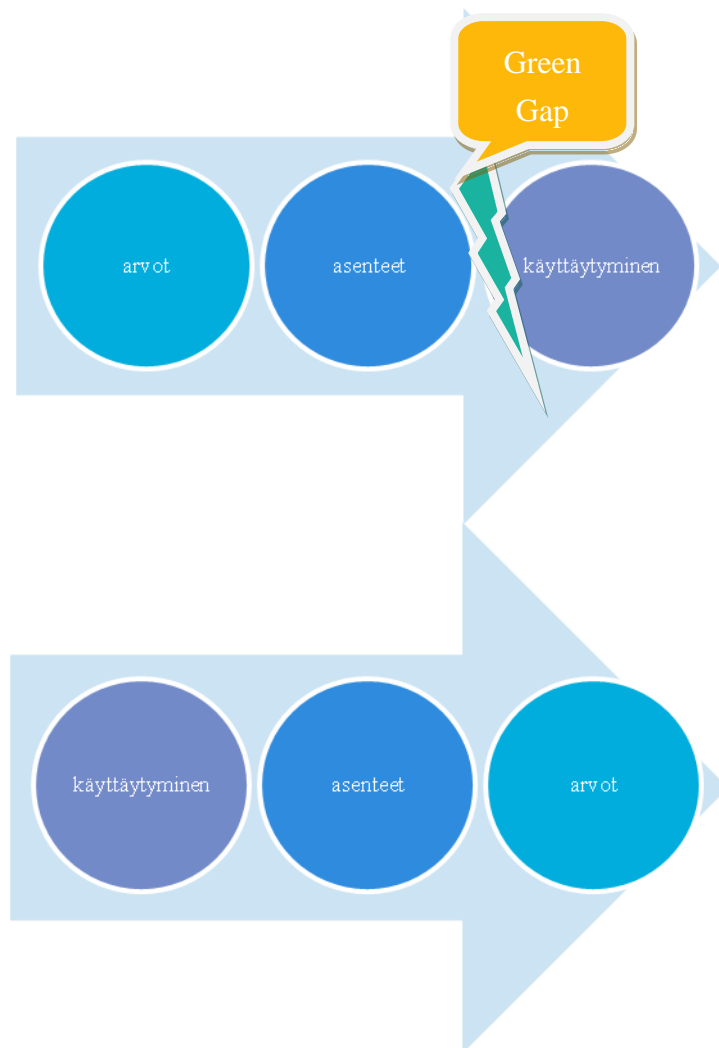 Green
Gap
arvot
asenteet
käyttäytyminen
käyttäytyminen
asenteet
arvot